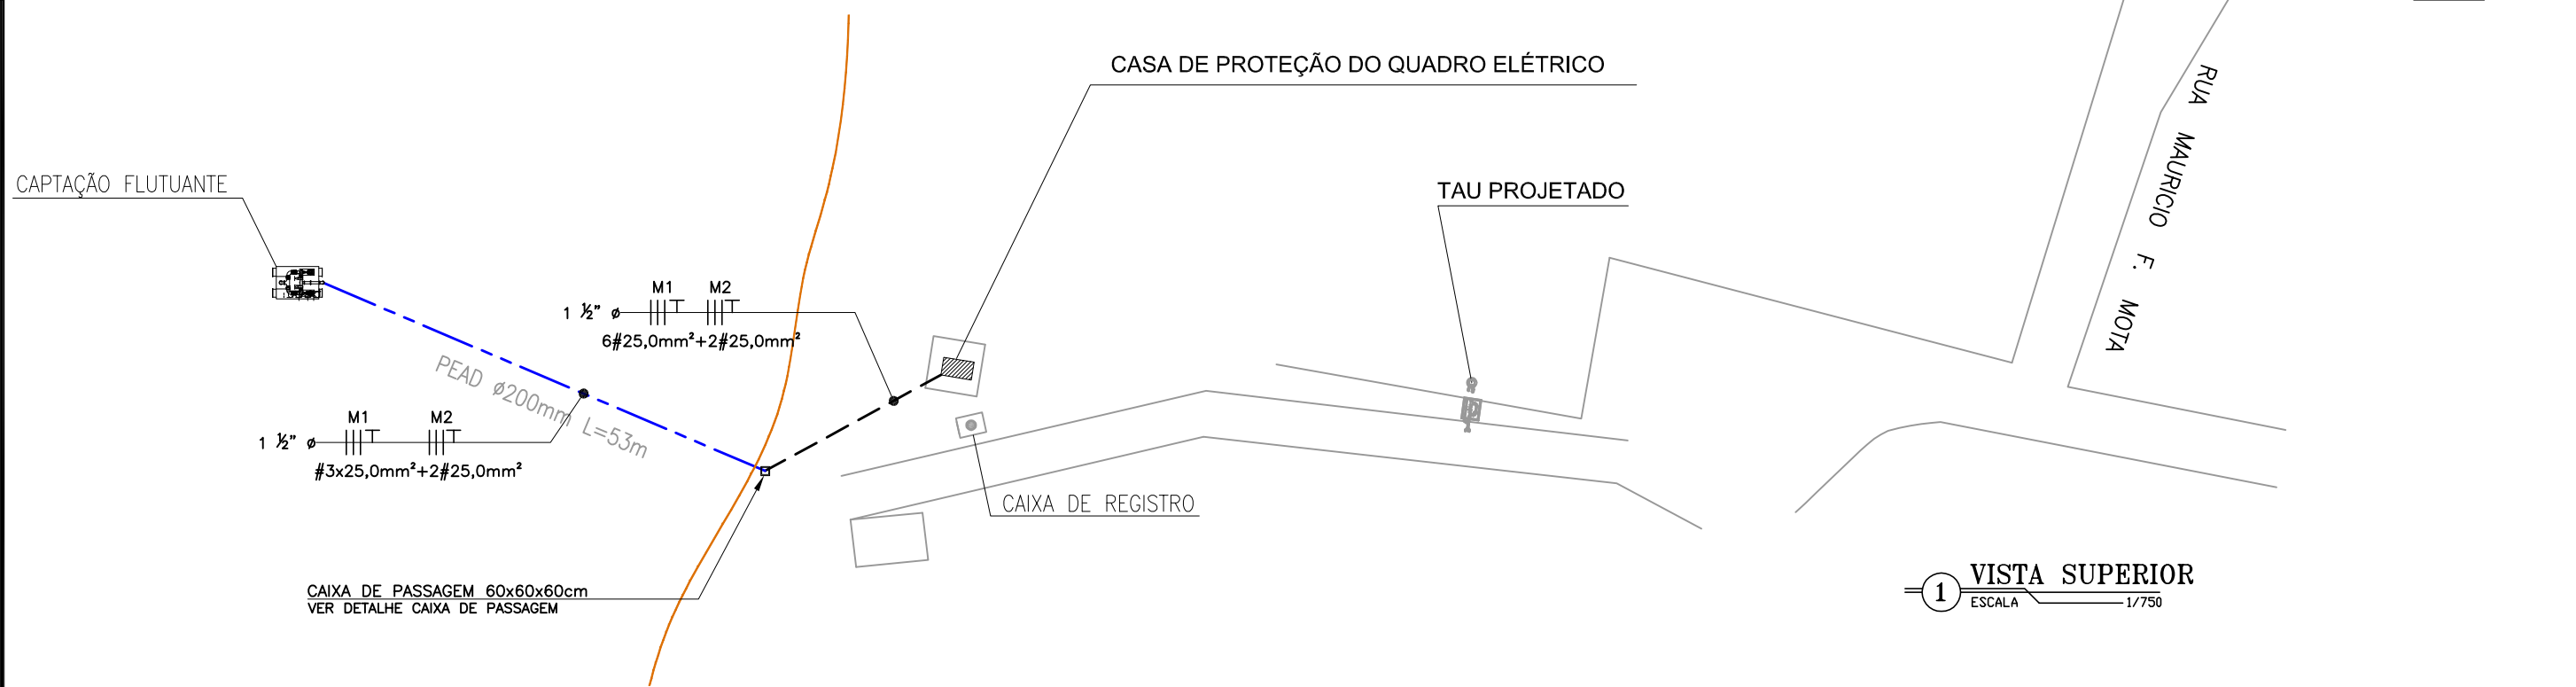 CASA DE PROTEÇÃO DO QUADRO ELÉTRICO
RUA MAURICIO F. MOTA
CAPTAÇÃO FLUTUANTE
TAU PROJETADO
M1 M2
1 ½" ø
6#25,0mm²+2#25,0mm²
PEAD ø200mm L=53m
M1 M2
1 ½" ø
#3x25,0mm²+2#25,0mm²
CAIXA DE REGISTRO
CAIXA DE PASSAGEM 60x60x60cm
VER DETALHE CAIXA DE PASSAGEM
1 VISTA SUPERIOR
ESCALA 1/750